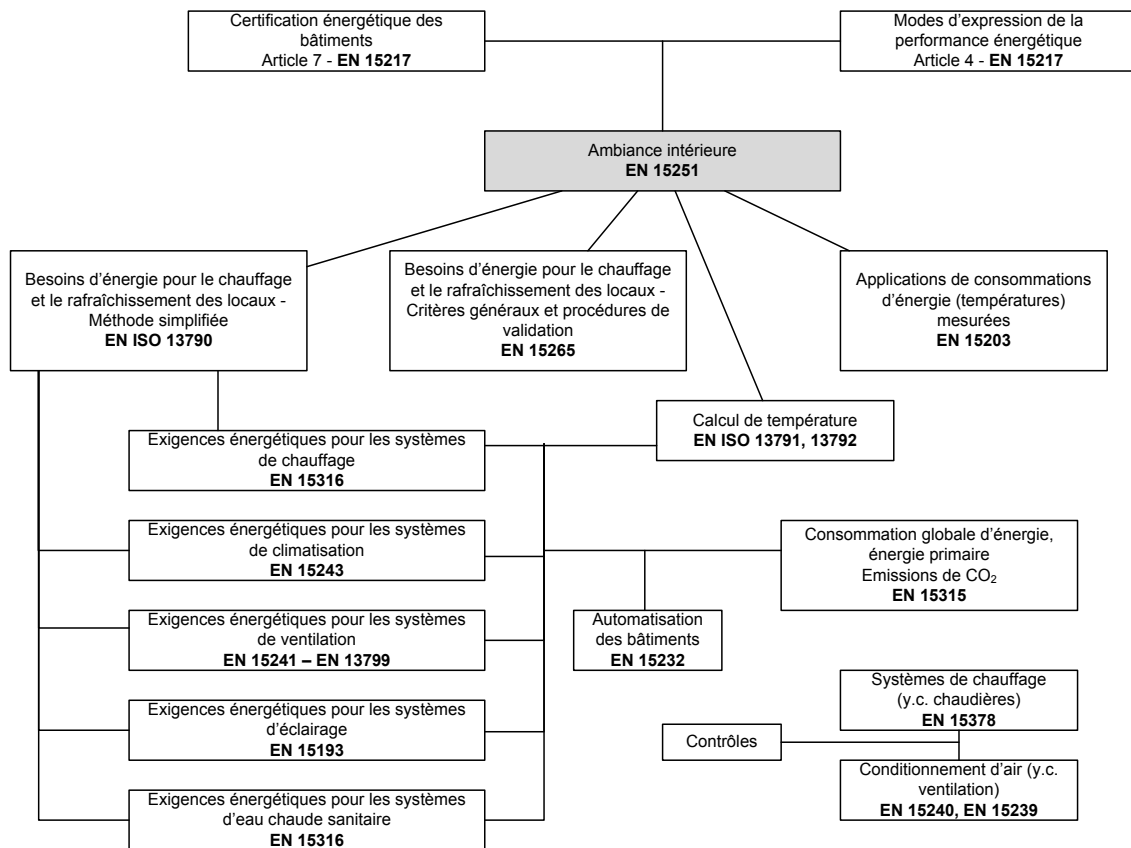 Certification énergétique des
bâtiments
Article 7 - EN 15217
Modes d'expression de la
performance énergétique
Article 4 - EN 15217
Ambiance intérieure
EN 15251
Besoins d'énergie pour le chauffage
et le rafraîchissement des locaux -
Méthode simplifiée
EN ISO 13790
Besoins d'énergie pour le chauffage
et le rafraîchissement des locaux -
Critères généraux et procédures de
validation
EN 15265
Applications de consommations
d'énergie (températures)
mesurées
EN 15203
Calcul de température
EN ISO 13791, 13792
Exigences énergétiques pour les systèmes
de chauffage
EN 15316
Exigences énergétiques pour les systèmes
de climatisation
EN 15243
Consommation globale d'énergie,
énergie primaire
Emissions de CO₂
EN 15315
Exigences énergétiques pour les systèmes
de ventilation
EN 15241 – EN 13799
Automatisation
des bâtiments
EN 15232
Systèmes de chauffage
(y.c. chaudières)
EN 15378
Exigences énergétiques pour les systèmes
d'éclairage
EN 15193
Contrôles
Conditionnement d'air (y.c.
ventilation)
EN 15240, EN 15239
Exigences énergétiques pour les systèmes
d'eau chaude sanitaire
EN 15316